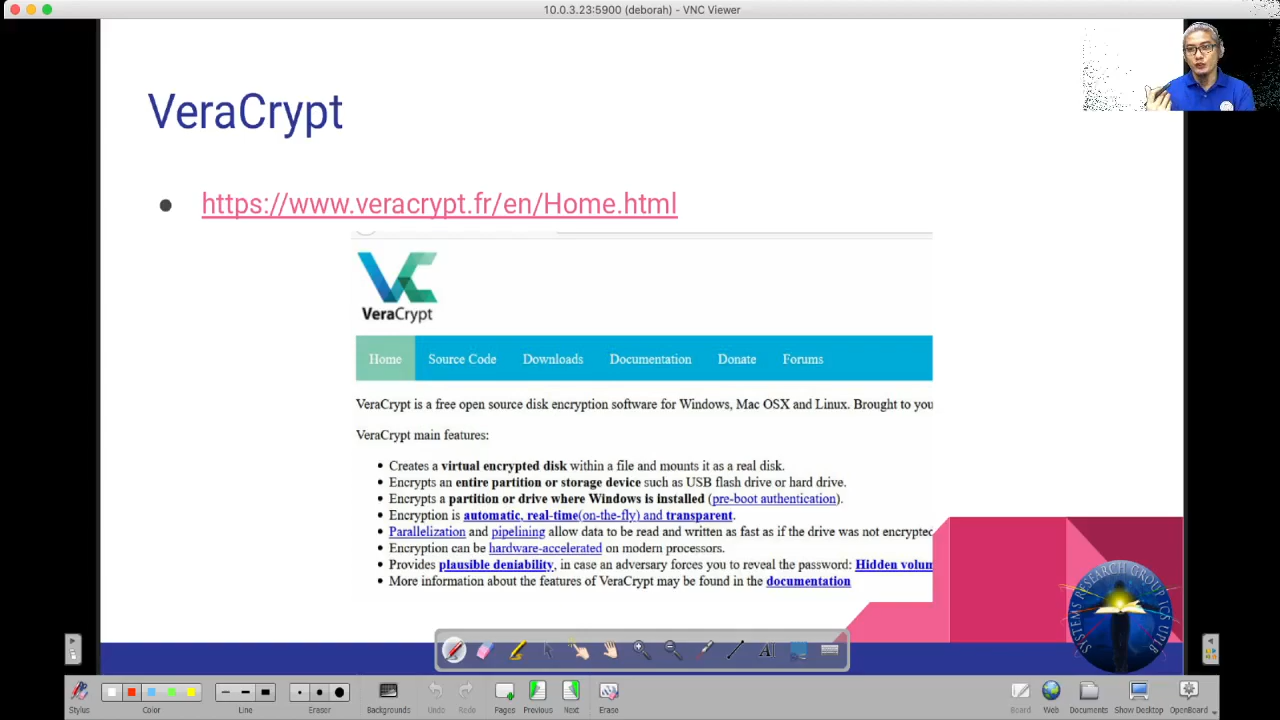 10.0.3.23:5900 (deborah) - VNC Viewer
VeraCrypt
https://www.veracrypt.fr/en/Home.html
VeraCrypt
Home Source Code Downloads Documentation Donate Forums
VeraCrypt is a free open source disk encryption software for Windows, Mac OSX and Linux. Brought to you
VeraCrypt main features:
• Creates a virtual encrypted disk within a file and mounts it as a real disk.
• Encrypts an entire partition or storage device such as USB flash drive or hard drive.
• Encrypts a partition or drive where Windows is installed (pre-boot authentication).
• Encryption is automatic, real-time(on-the-fly) and transparent.
• Parallelization and pipelining allow data to be read and written as fast as if the drive was not encrypted
• Encryption can be hardware-accelerated on modern processors.
• Provides plausible deniability, in case an adversary forces you to reveal the password: Hidden volum
• More information about the features of VeraCrypt may be found in the documentation
SYSTEMS RESEARCH GROUP ICS UPLB
Stylus Color Line Eraser Backgrounds Undo Redo Pages Previous Next Erase Board Web Documents Show Desktop OpenBoard